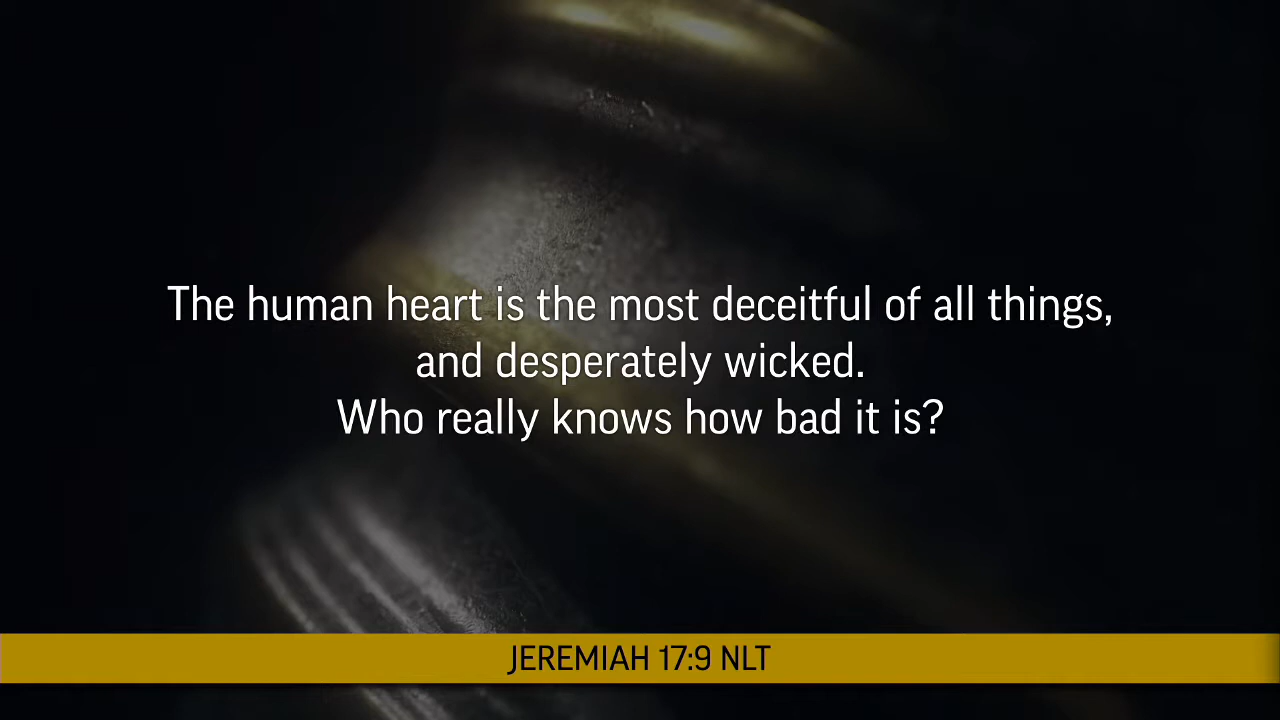 The human heart is the most deceitful of all things,
and desperately wicked.
Who really knows how bad it is?
JEREMIAH 17:9 NLT